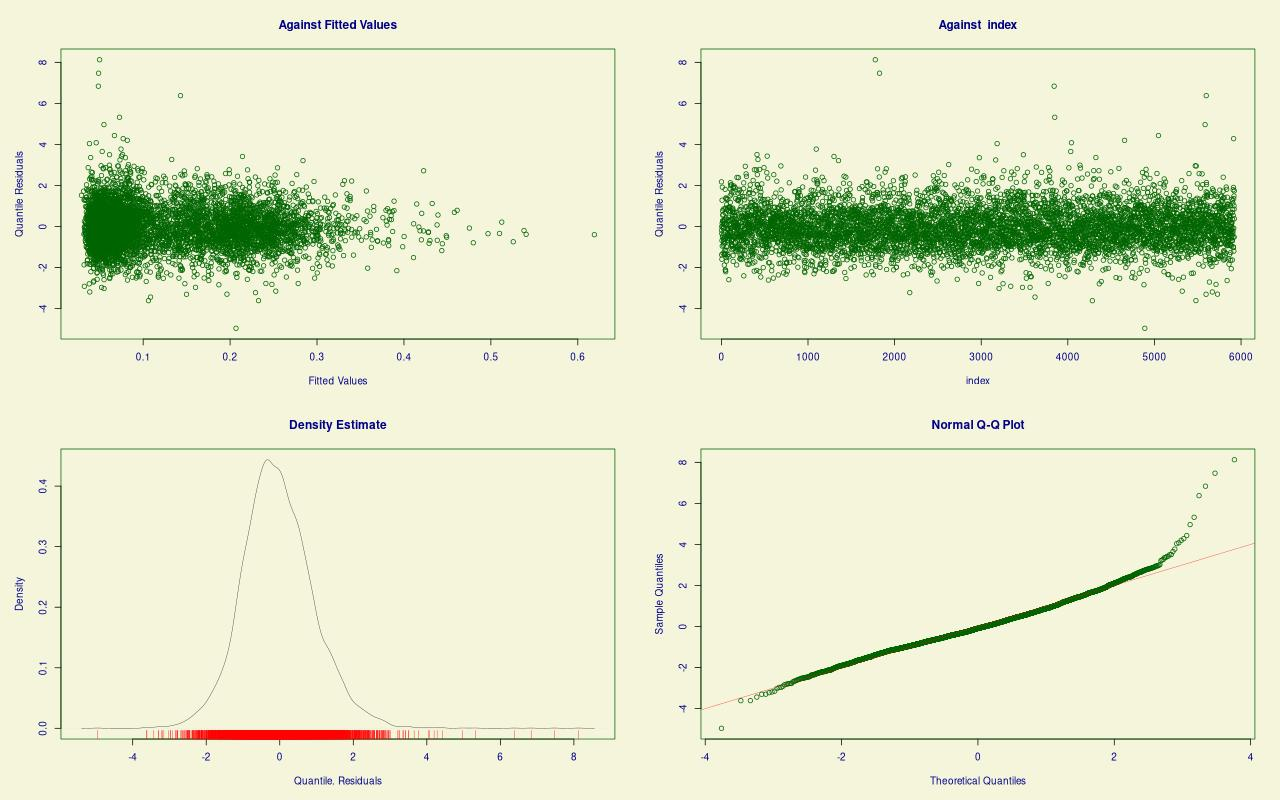 Against Fitted Values
Quantile Residuals
-4 -2 0 2 4 6 8
0.1 0.2 0.3 0.4 0.5 0.6
Fitted Values
Against index
Quantile Residuals
-4 -2 0 2 4 6 8
0 1000 2000 3000 4000 5000 6000
index
Density Estimate
Density
0.0 0.1 0.2 0.3 0.4
-4 -2 0 2 4 6 8
Quantile. Residuals
Normal Q-Q Plot
Sample Quantiles
-4 -2 0 2 4 6 8
-4 -2 0 2 4
Theoretical Quantiles